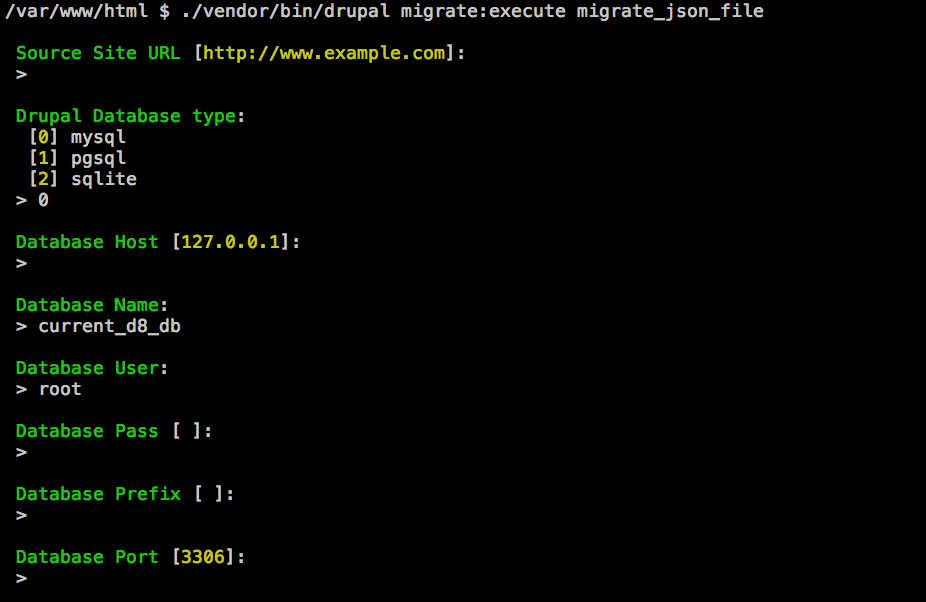 /var/www/html $ ./vendor/bin/drupal migrate:execute migrate_json_file
Source Site URL [http://www.example.com]:
>
Drupal Database type:
[0] mysql
[1] pgsql
[2] sqlite
> 0
Database Host [127.0.0.1]:
>
Database Name:
> current_d8_db
Database User:
> root
Database Pass [ ]:
>
Database Prefix [ ]:
>
Database Port [3306]:
>